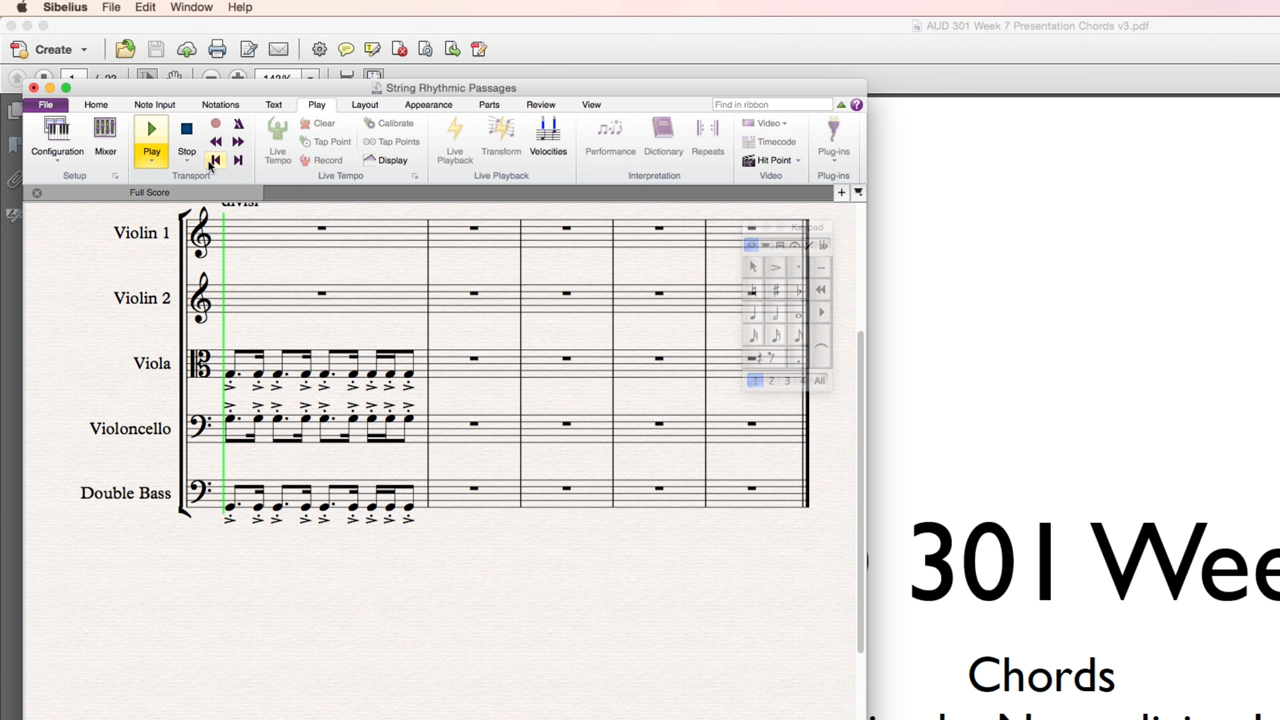 Sibelius File Edit Window Help
AUD 301 Week 7 Presentation Chords v3.pdf
Create
String Rhythmic Passages
File Home Note Input Notations Text Play Layout Appearance Parts Review View Find in ribbon
Configuration Mixer Play Stop Live Tempo Clear Tap Point Record Calibrate Tap Points Display Live Playback Transform Velocities Performance Dictionary Repeats Video Timecode Hit Point Plug-ins
Setup Transport Live Tempo Live Playback Interpretation Video Plug-ins
Full Score
divisi
Violin 1
Keypad
Violin 2
Viola
1 2 3 4 All
Violoncello
Double Bass
301 Wee
Chords